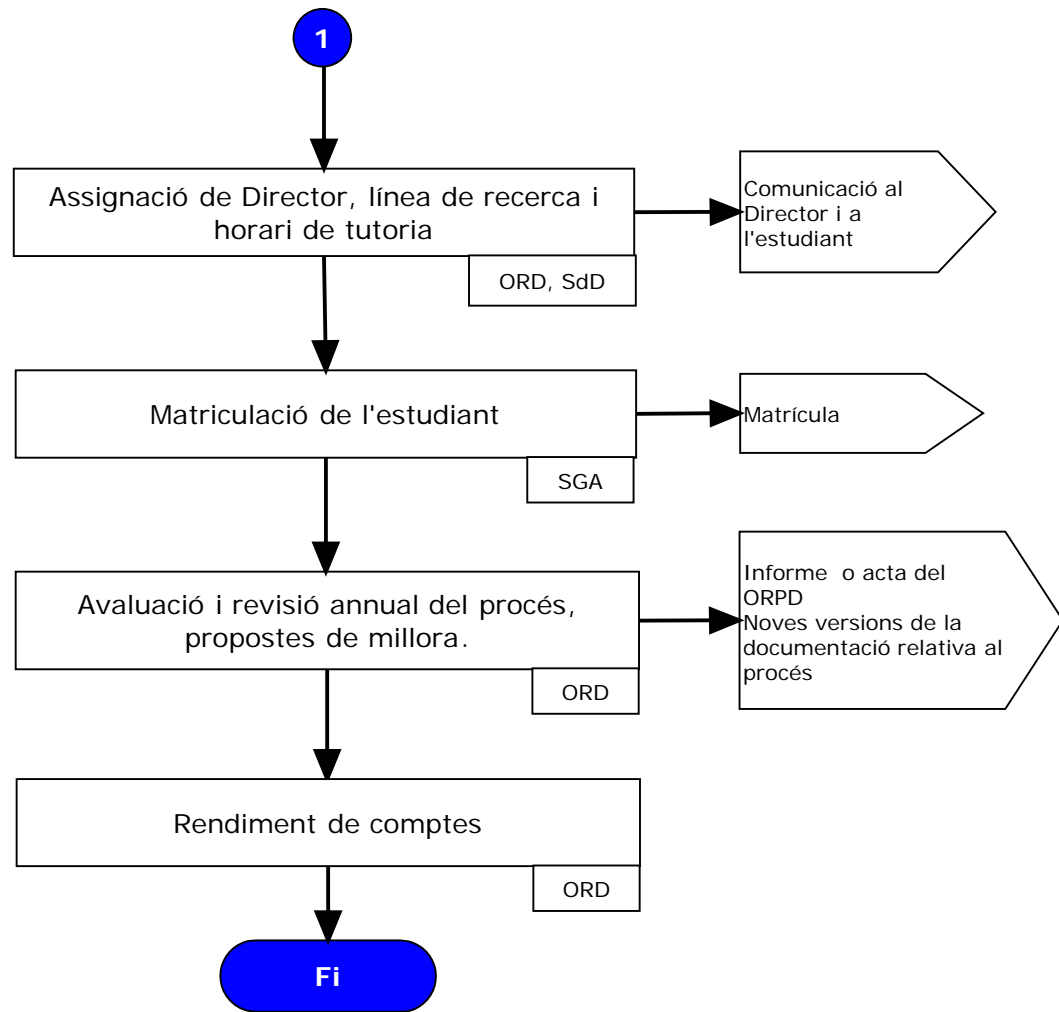 1
Assignació de Director, línea de recerca i
horari de tutoria
ORD, SdD
Comunicació al
Director i a
l'estudiant
Matriculació de l'estudiant
SGA
Matrícula
Avaluació i revisió annual del procés,
propostes de millora.
ORD
Informe o acta del
ORPD
Noves versions de la
documentació relativa al
procés
Rendiment de comptes
ORD
Fi